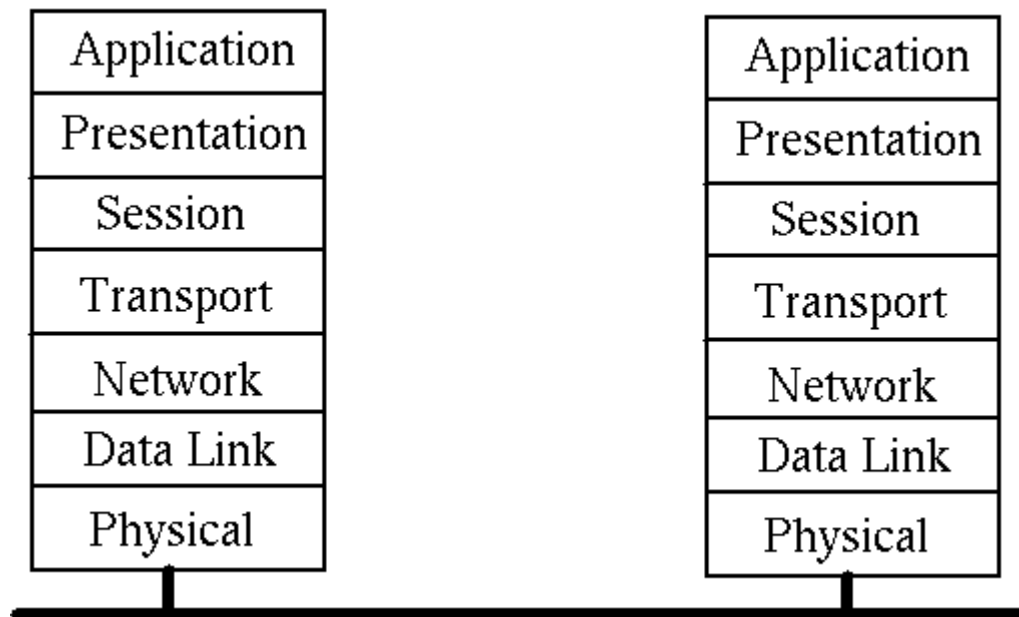 Application
Presentation
Session
Transport
Network
Data Link
Physical
Application
Presentation
Session
Transport
Network
Data Link
Physical